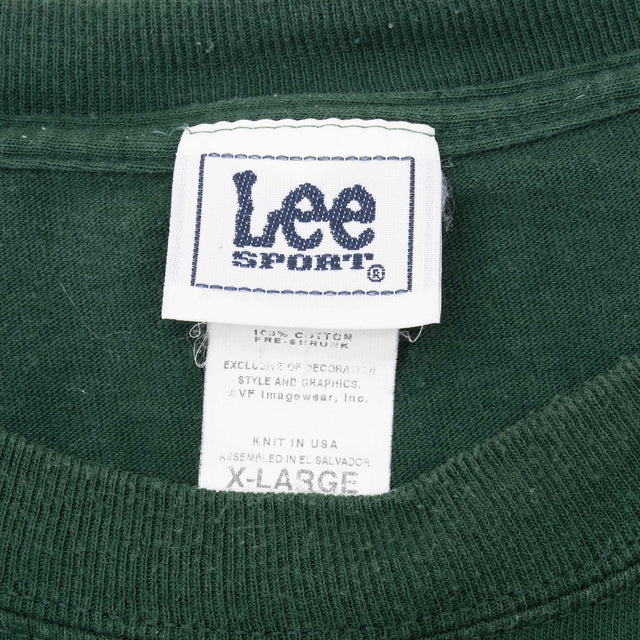 Lee
SPORT®
100% COTTON
PRE-SHRUNK
EXCLUSIVE OF DECORATION
STYLE AND GRAPHICS.
©VF Imagewear, Inc.
KNIT IN USA
ASSEMBLED IN EL SALVADOR
X-LARGE